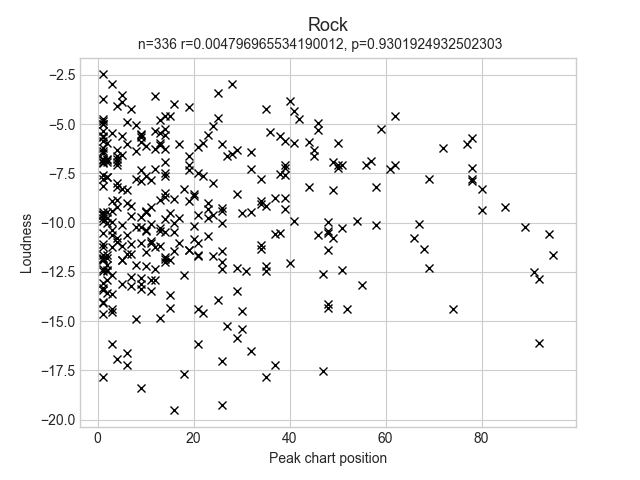 Rock
n=336 r=0.004796965534190012, p=0.9301924932502303
−2.5
−5.0
−7.5
−10.0
−12.5
−15.0
−17.5
−20.0
Loudness
0 20 40 60 80
Peak chart position